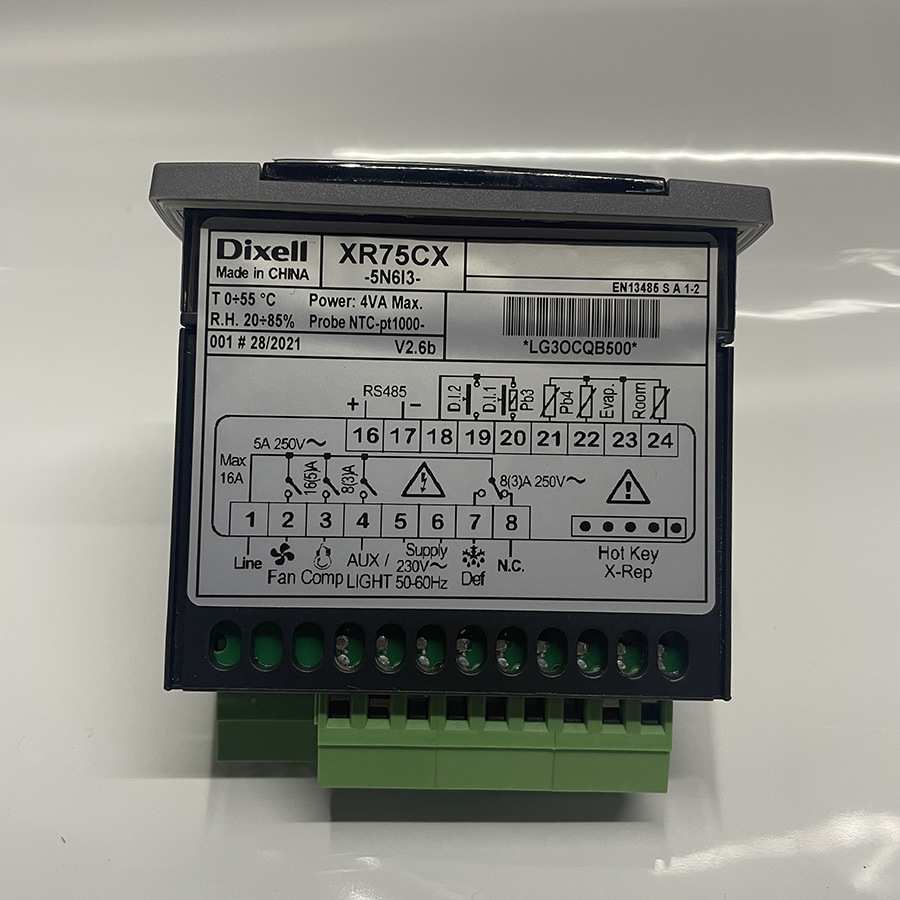 Dixell
Made in CHINA
XR75CX
-5N6I3-
EN13485 S A 1-2
T 0÷55 °C Power: 4VA Max.
R.H. 20÷85% Probe NTC-pt1000-
001 # 28/2021 V2.6b
*LG3OCQB500*
+ RS485 −
D.I.2
D.I.1
Pb3
Pb4
Evap.
Room
16 17 18 19 20 21 22 23 24
5A 250V~
Max
16A
16(5)A
8(3)A
8(3)A 250V~
1 2 3 4 5 6 7 8
Line
Fan
Comp
AUX /
LIGHT
Supply
230V~
50-60Hz
Def
N.C.
Hot Key
X-Rep